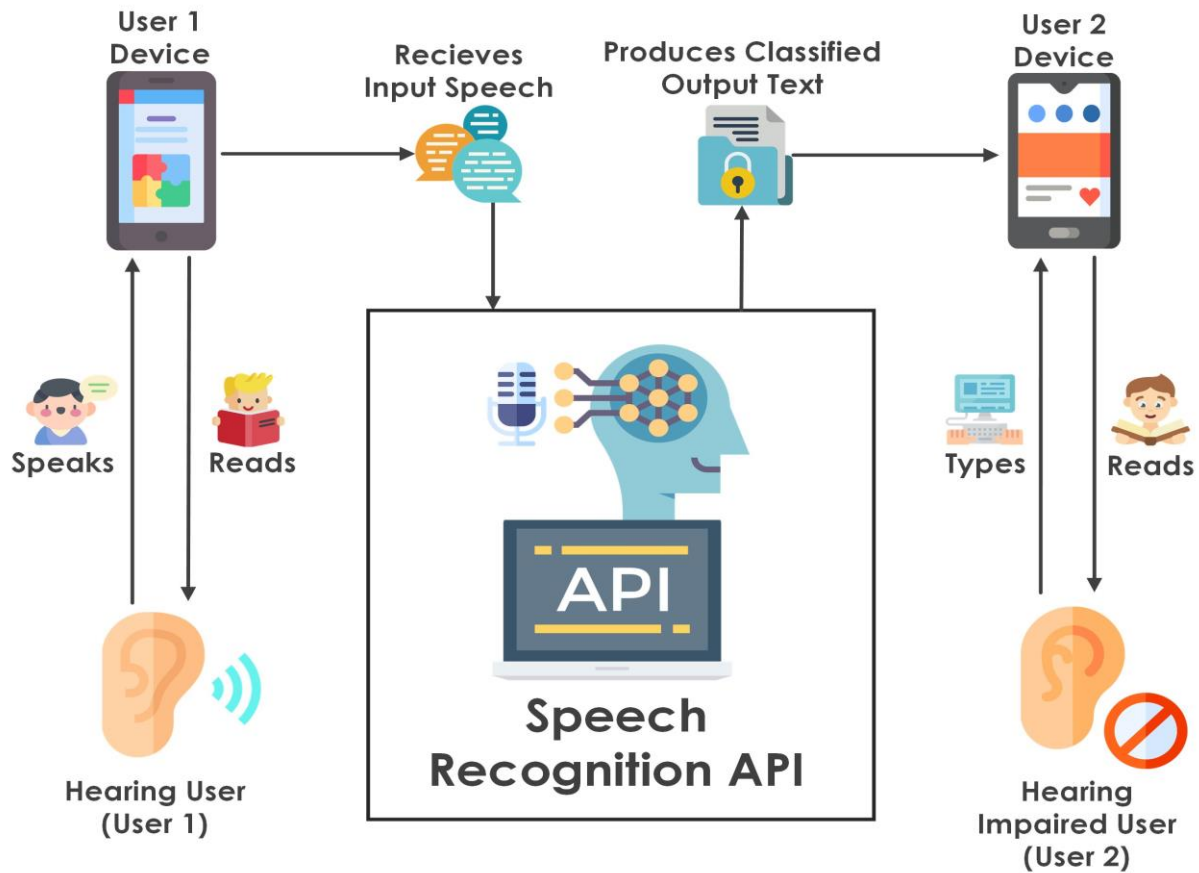 User 1
Device
Recieves
Input Speech
Produces Classified
Output Text
User 2
Device
Speaks
Reads
Types
Reads
API
Speech
Recognition API
Hearing User
(User 1)
Hearing
Impaired User
(User 2)